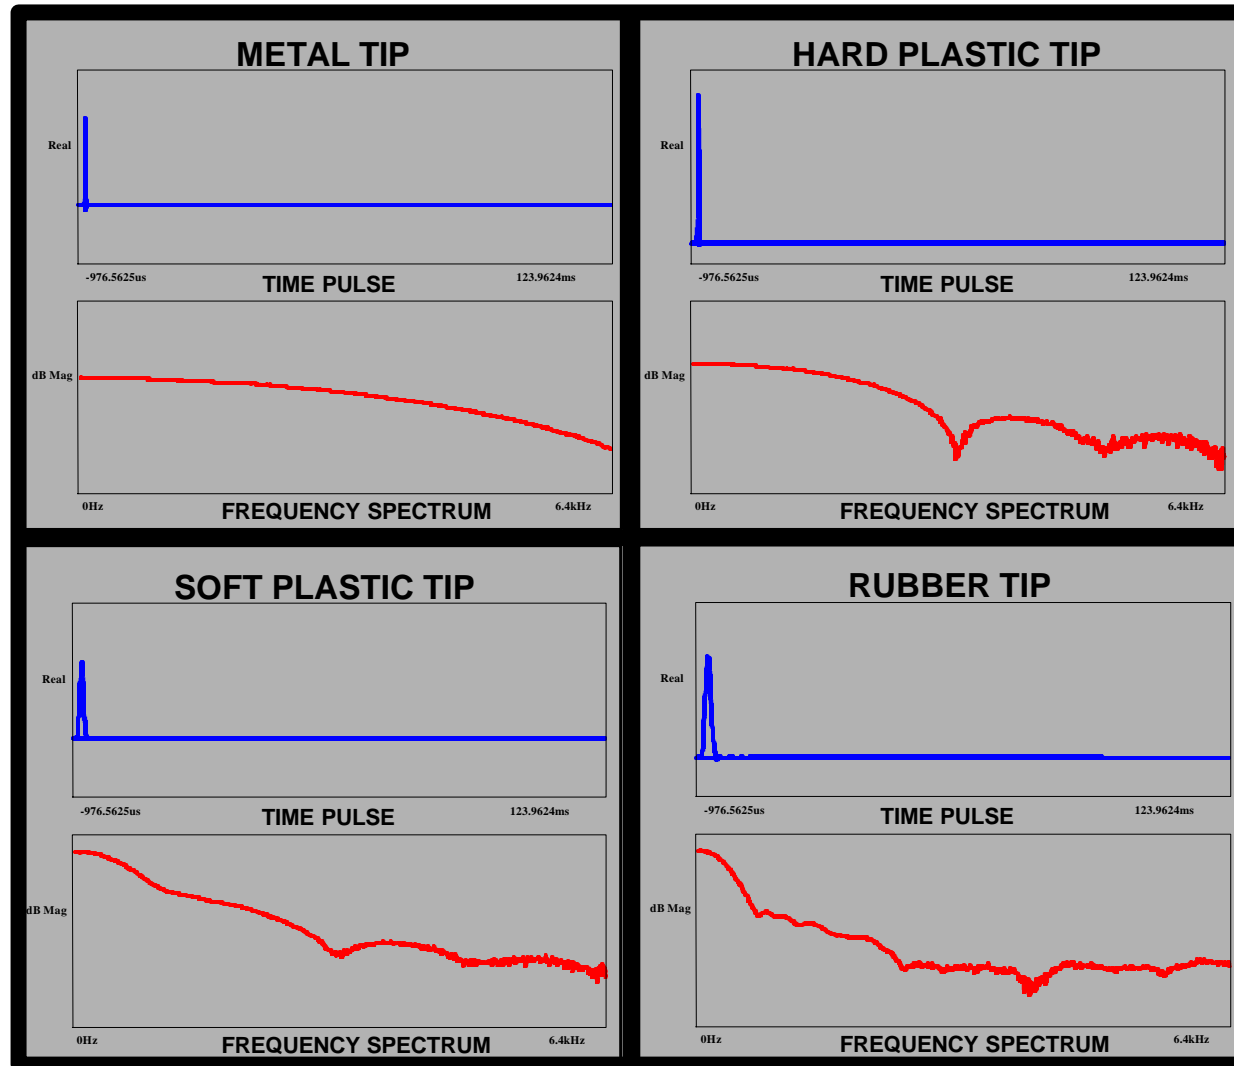 METAL TIP
Real
-976.5625us
TIME PULSE
123.9624ms
dB Mag
0Hz
FREQUENCY SPECTRUM
6.4kHz
HARD PLASTIC TIP
Real
-976.5625us
TIME PULSE
123.9624ms
dB Mag
0Hz
FREQUENCY SPECTRUM
6.4kHz
SOFT PLASTIC TIP
Real
-976.5625us
TIME PULSE
123.9624ms
dB Mag
0Hz
FREQUENCY SPECTRUM
6.4kHz
RUBBER TIP
Real
-976.5625us
TIME PULSE
123.9624ms
dB Mag
0Hz
FREQUENCY SPECTRUM
6.4kHz